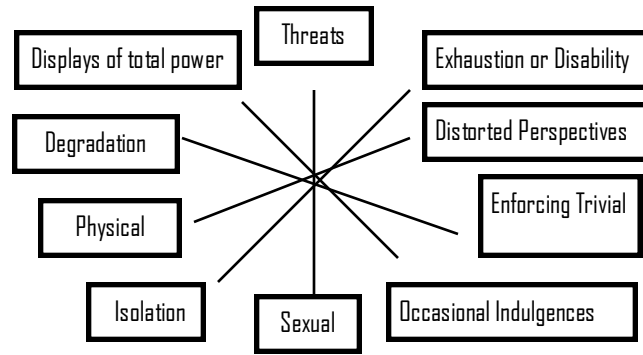 Threats
Displays of total power
Exhaustion or Disability
Degradation
Distorted Perspectives
Physical
Enforcing Trivial
Isolation
Sexual
Occasional Indulgences